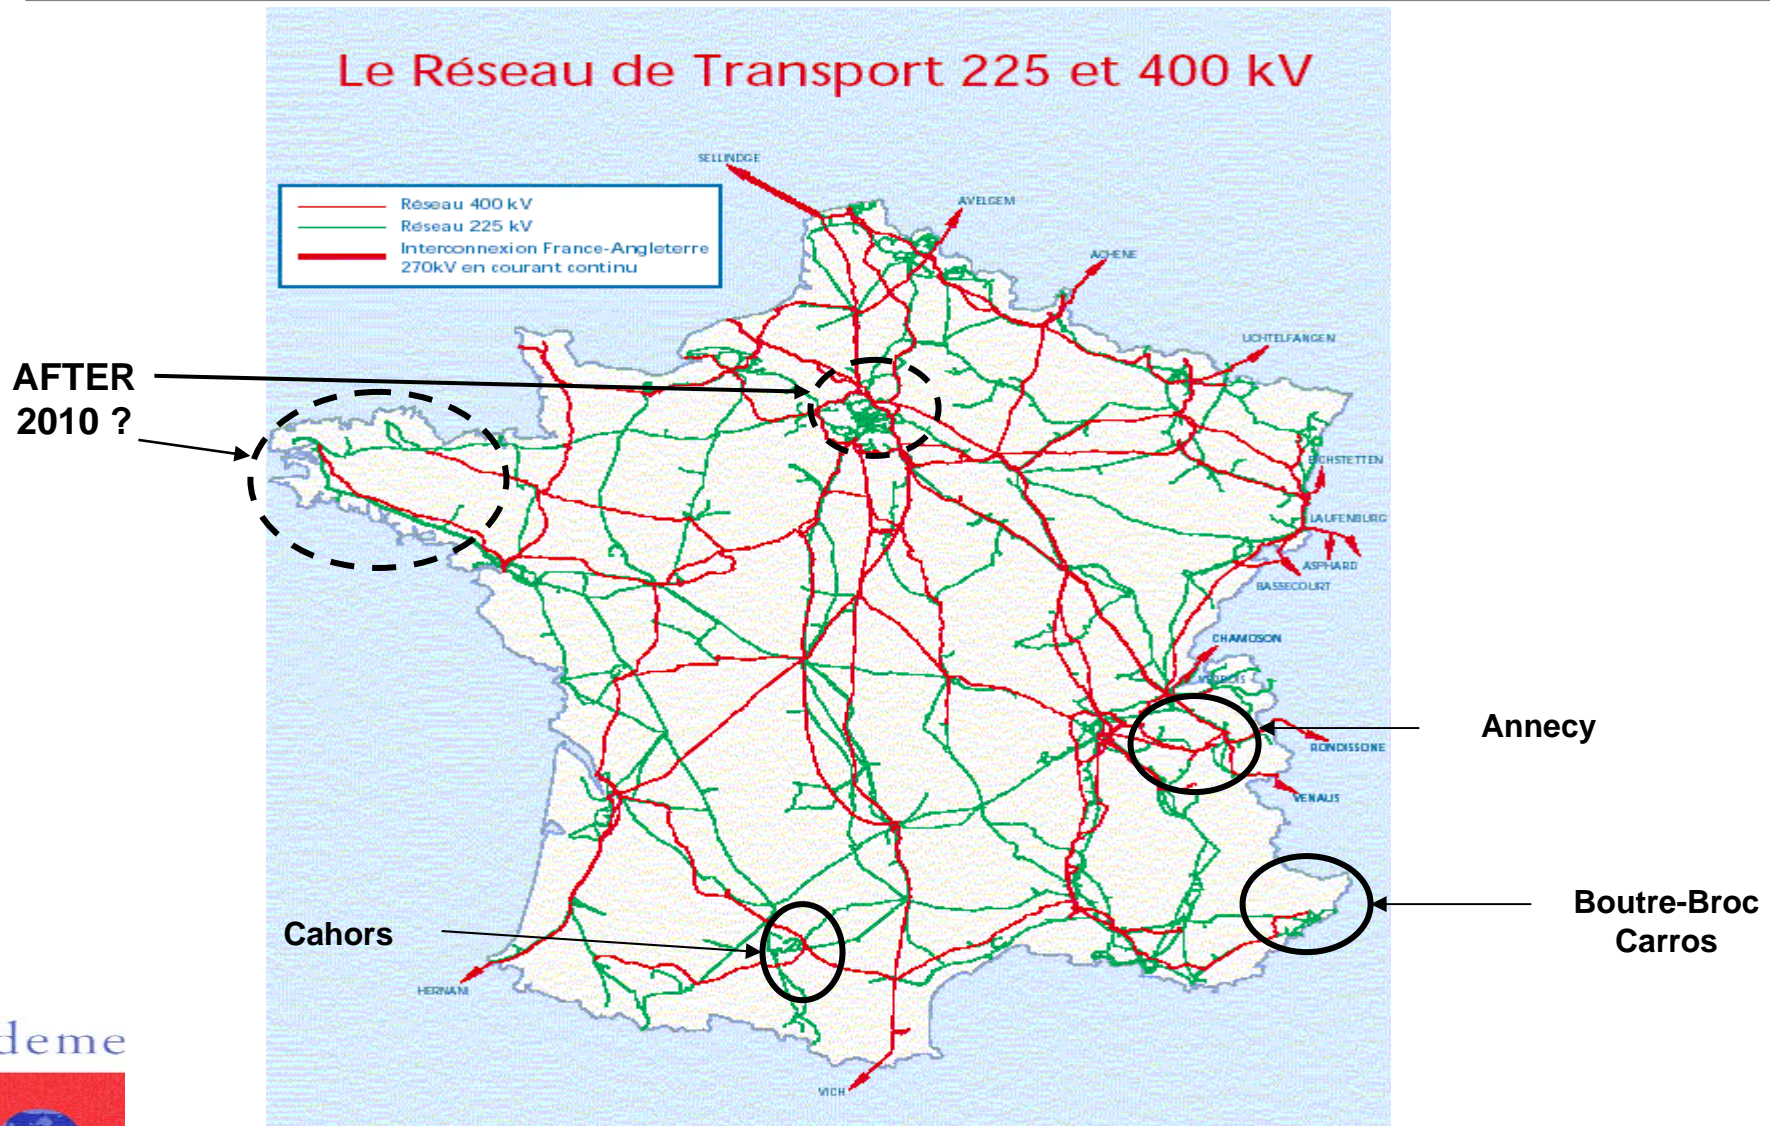 Le Réseau de Transport 225 et 400 kV
SELLINDGE
Réseau 400 kV
Réseau 225 kV
Interconnexion France-Angleterre
270kV en courant continu
AVELGEM
ACHENE
UCHTELFANGEN
AFTER
2010 ?
EICHSTETTEN
LAUFENBURG
ASPHARD
BASSECOURT
CHAMOSON
Annecy
RONDISSONE
VENAUS
Boutre-Broc
Carros
Cahors
HERNANI
VICH
deme